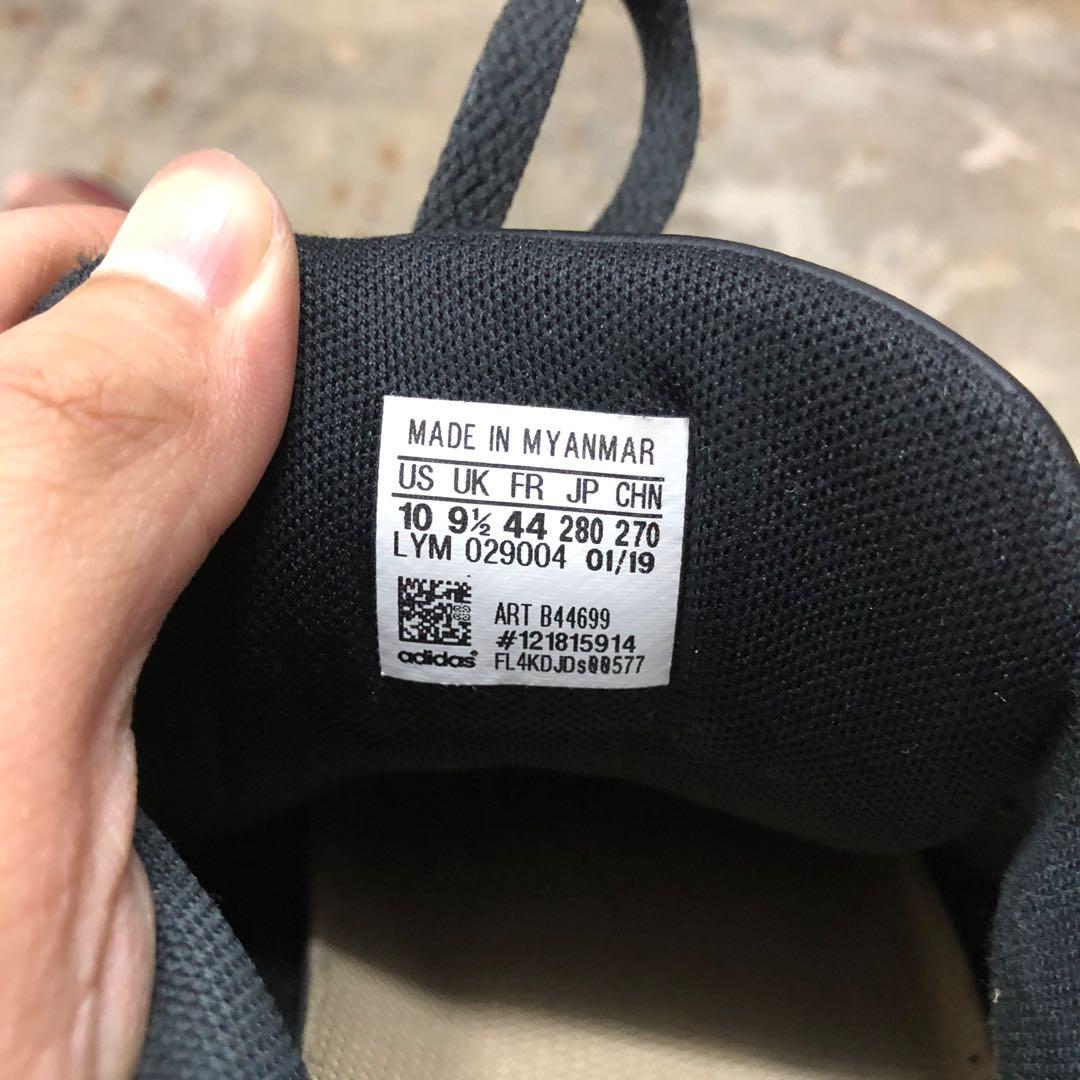 MADE IN MYANMAR
US UK FR JP CHN
10 9½ 44 280 270
LYM 029004 01/19
ART B44699
#121815914
adidas FL4KDJDs00577